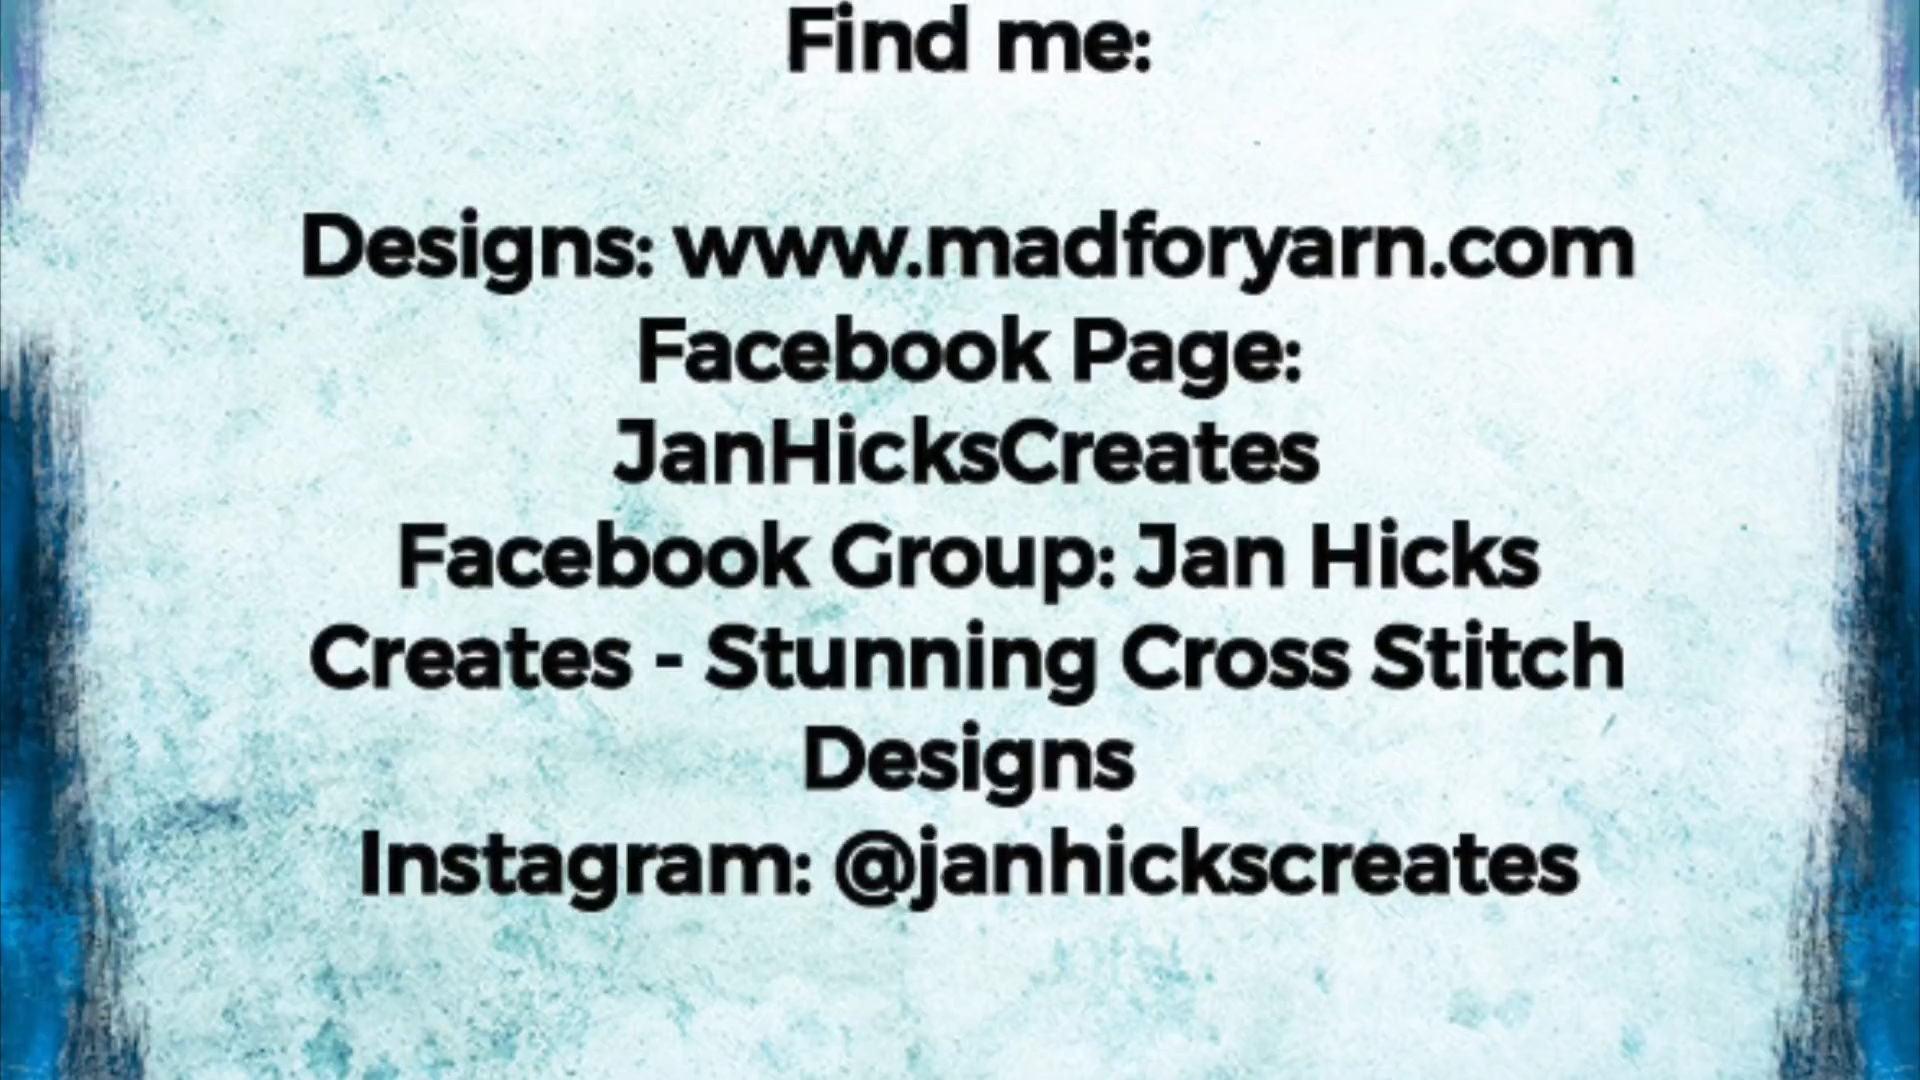 Find me:
Designs: www.madforyarn.com
Facebook Page:
JanHicksCreates
Facebook Group: Jan Hicks
Creates - Stunning Cross Stitch
Designs
Instagram: @janhickscreates